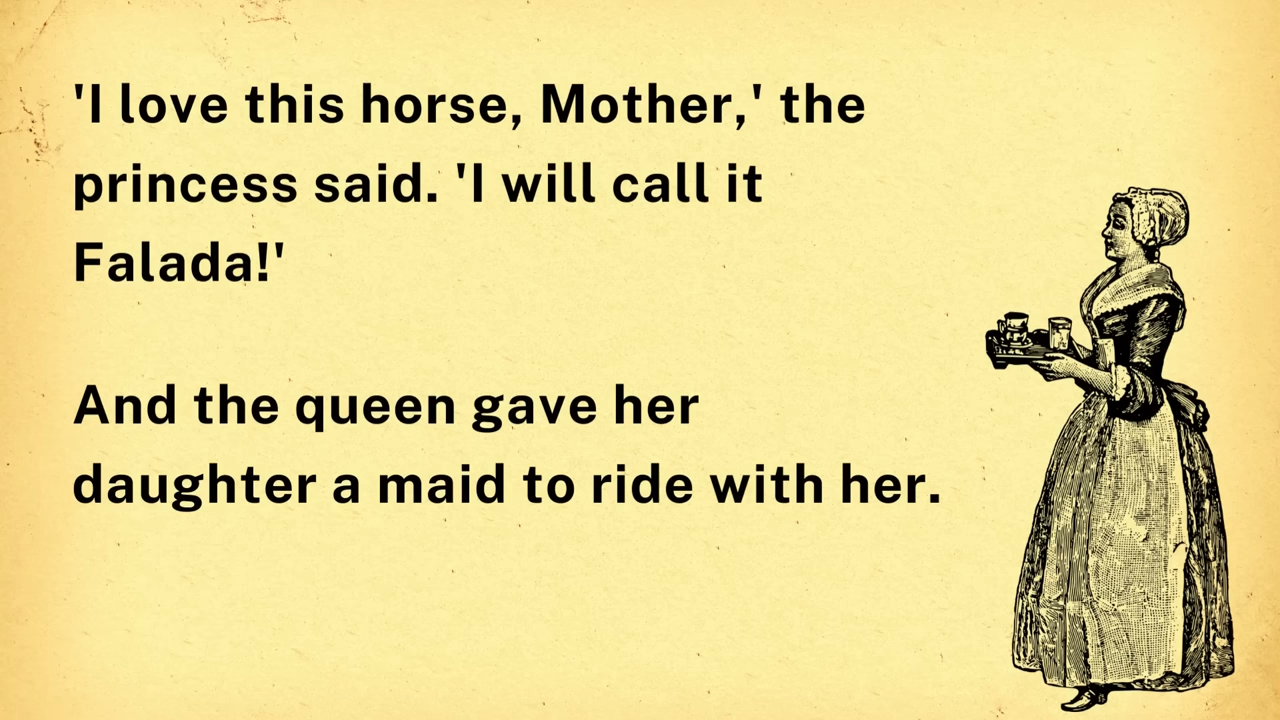 'I love this horse, Mother,' the
princess said. 'I will call it
Falada!'
And the queen gave her
daughter a maid to ride with her.